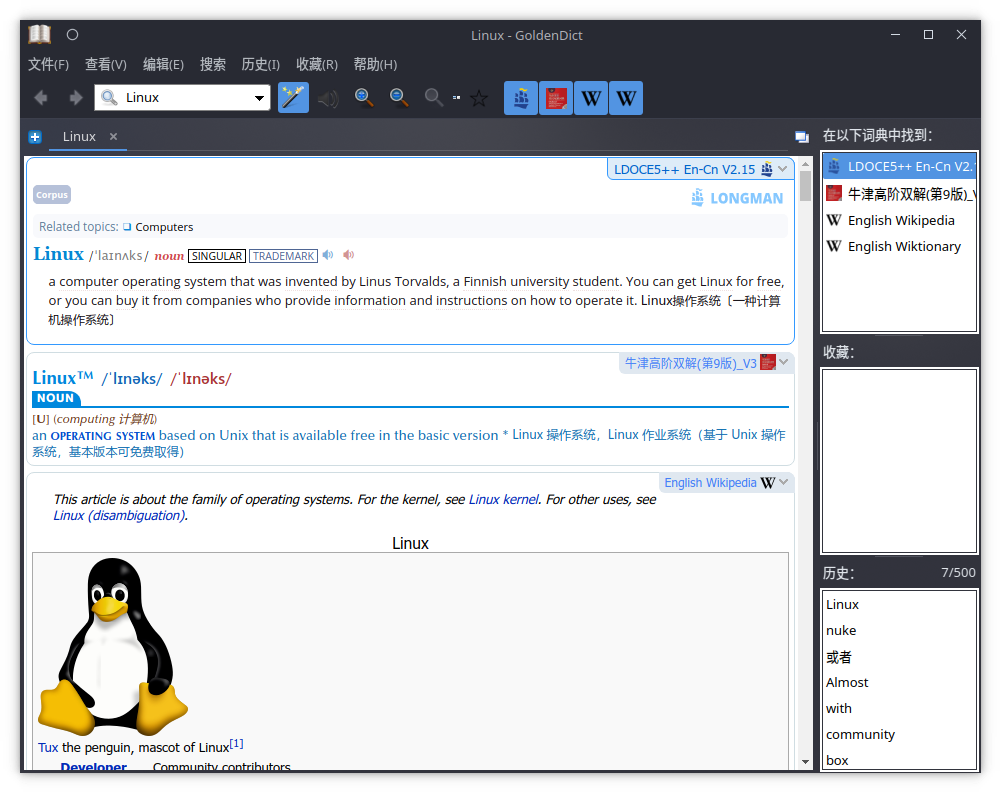 Linux - GoldenDict
文件(F) 查看(V) 编辑(E) 搜索 历史(I) 收藏(R) 帮助(H)
Linux
Linux
在以下词典中找到：
LDOCE5++ En-Cn V2.15
LDOCE5++ En-Cn V2.
牛津高阶双解(第9版)_V
English Wikipedia
English Wiktionary
Corpus
LONGMAN
Related topics: Computers
Linux /ˈlaɪnʌks/ noun SINGULAR TRADEMARK
a computer operating system that was invented by Linus Torvalds, a Finnish university student. You can get Linux for free,
or you can buy it from companies who provide information and instructions on how to operate it. Linux操作系统〔一种计算
机操作系统〕
收藏：
牛津高阶双解(第9版)_V3
Linux™ /ˈlɪnəks/ /ˈlɪnəks/
NOUN
[U] (computing 计算机)
an OPERATING SYSTEM based on Unix that is available free in the basic version * Linux 操作系统，Linux 作业系统（基于 Unix 操作
系统，基本版本可免费取得）
English Wikipedia
This article is about the family of operating systems. For the kernel, see Linux kernel. For other uses, see
Linux (disambiguation).
Linux
Tux the penguin, mascot of Linux[1]
Developer Community contributors
历史： 7/500
Linux
nuke
或者
Almost
with
community
box